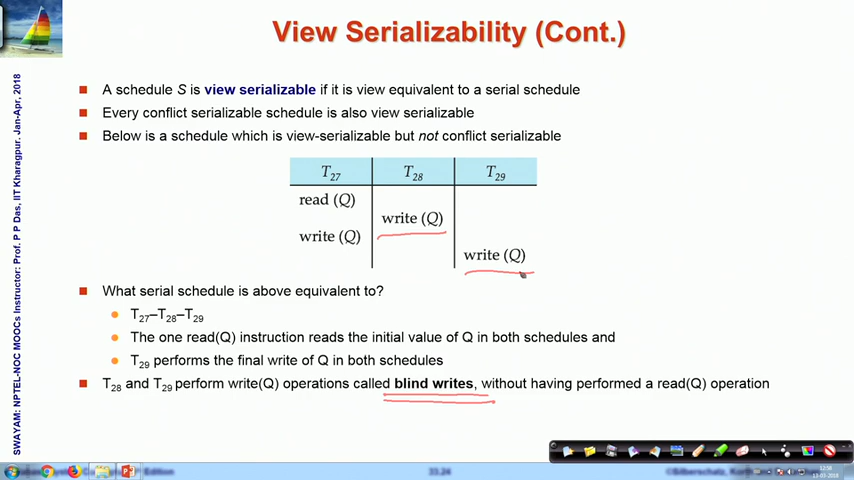 View Serializability (Cont.)
SWAYAM: NPTEL-NOC MOOCs Instructor: Prof. P P Das, IIT Kharagpur. Jan-Apr, 2018
A schedule S is view serializable if it is view equivalent to a serial schedule
Every conflict serializable schedule is also view serializable
Below is a schedule which is view-serializable but not conflict serializable
T27 T28 T29
read (Q)
write (Q)
write (Q)
write (Q)
What serial schedule is above equivalent to?
T27–T28–T29
The one read(Q) instruction reads the initial value of Q in both schedules and
T29 performs the final write of Q in both schedules
T28 and T29 perform write(Q) operations called blind writes, without having performed a read(Q) operation
33.24